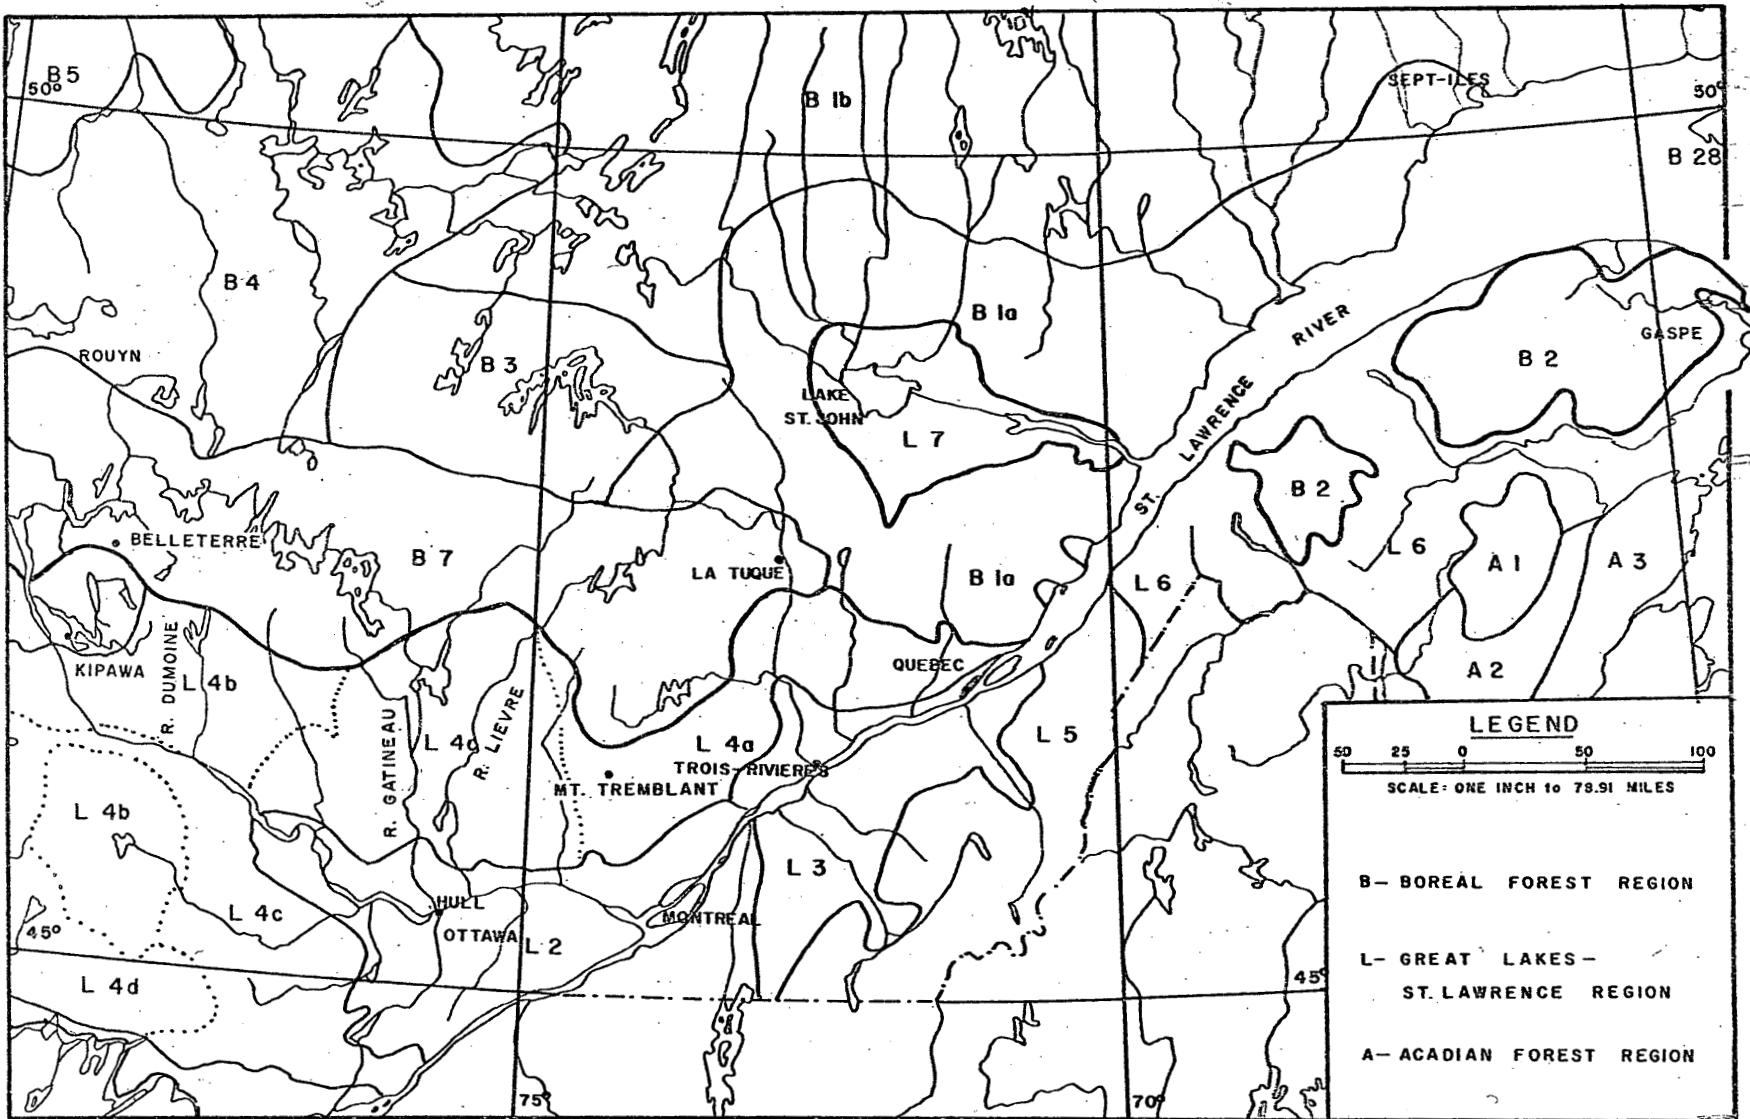 B5
50°
B 1b
SEPT-ILES
50°
B 28
B 4
B 1a
RIVER
ROUYN
B 3
B 2
GASPE
LAKE
ST. JOHN
LAWRENCE
L 7
ST.
B 2
BELLETERRE
B 7
LA TUQUE
B 1a
L 6
L 6
A 1
A 3
KIPAWA
R. DUMOINE
L 4b
QUEBEC
A 2
R. GATINEAU
L 4c
R. LIEVRE
L 4a
TROIS-RIVIERES
MT. TREMBLANT
L 5
L 4b
L 3
L 4c
HULL
OTTAWA
L 2
MONTREAL
45°
L 4d
45°
75°
70°
LEGEND
50 25 0 50 100
SCALE: ONE INCH to 78.91 MILES
B— BOREAL FOREST REGION
L— GREAT LAKES—
ST. LAWRENCE REGION
A— ACADIAN FOREST REGION